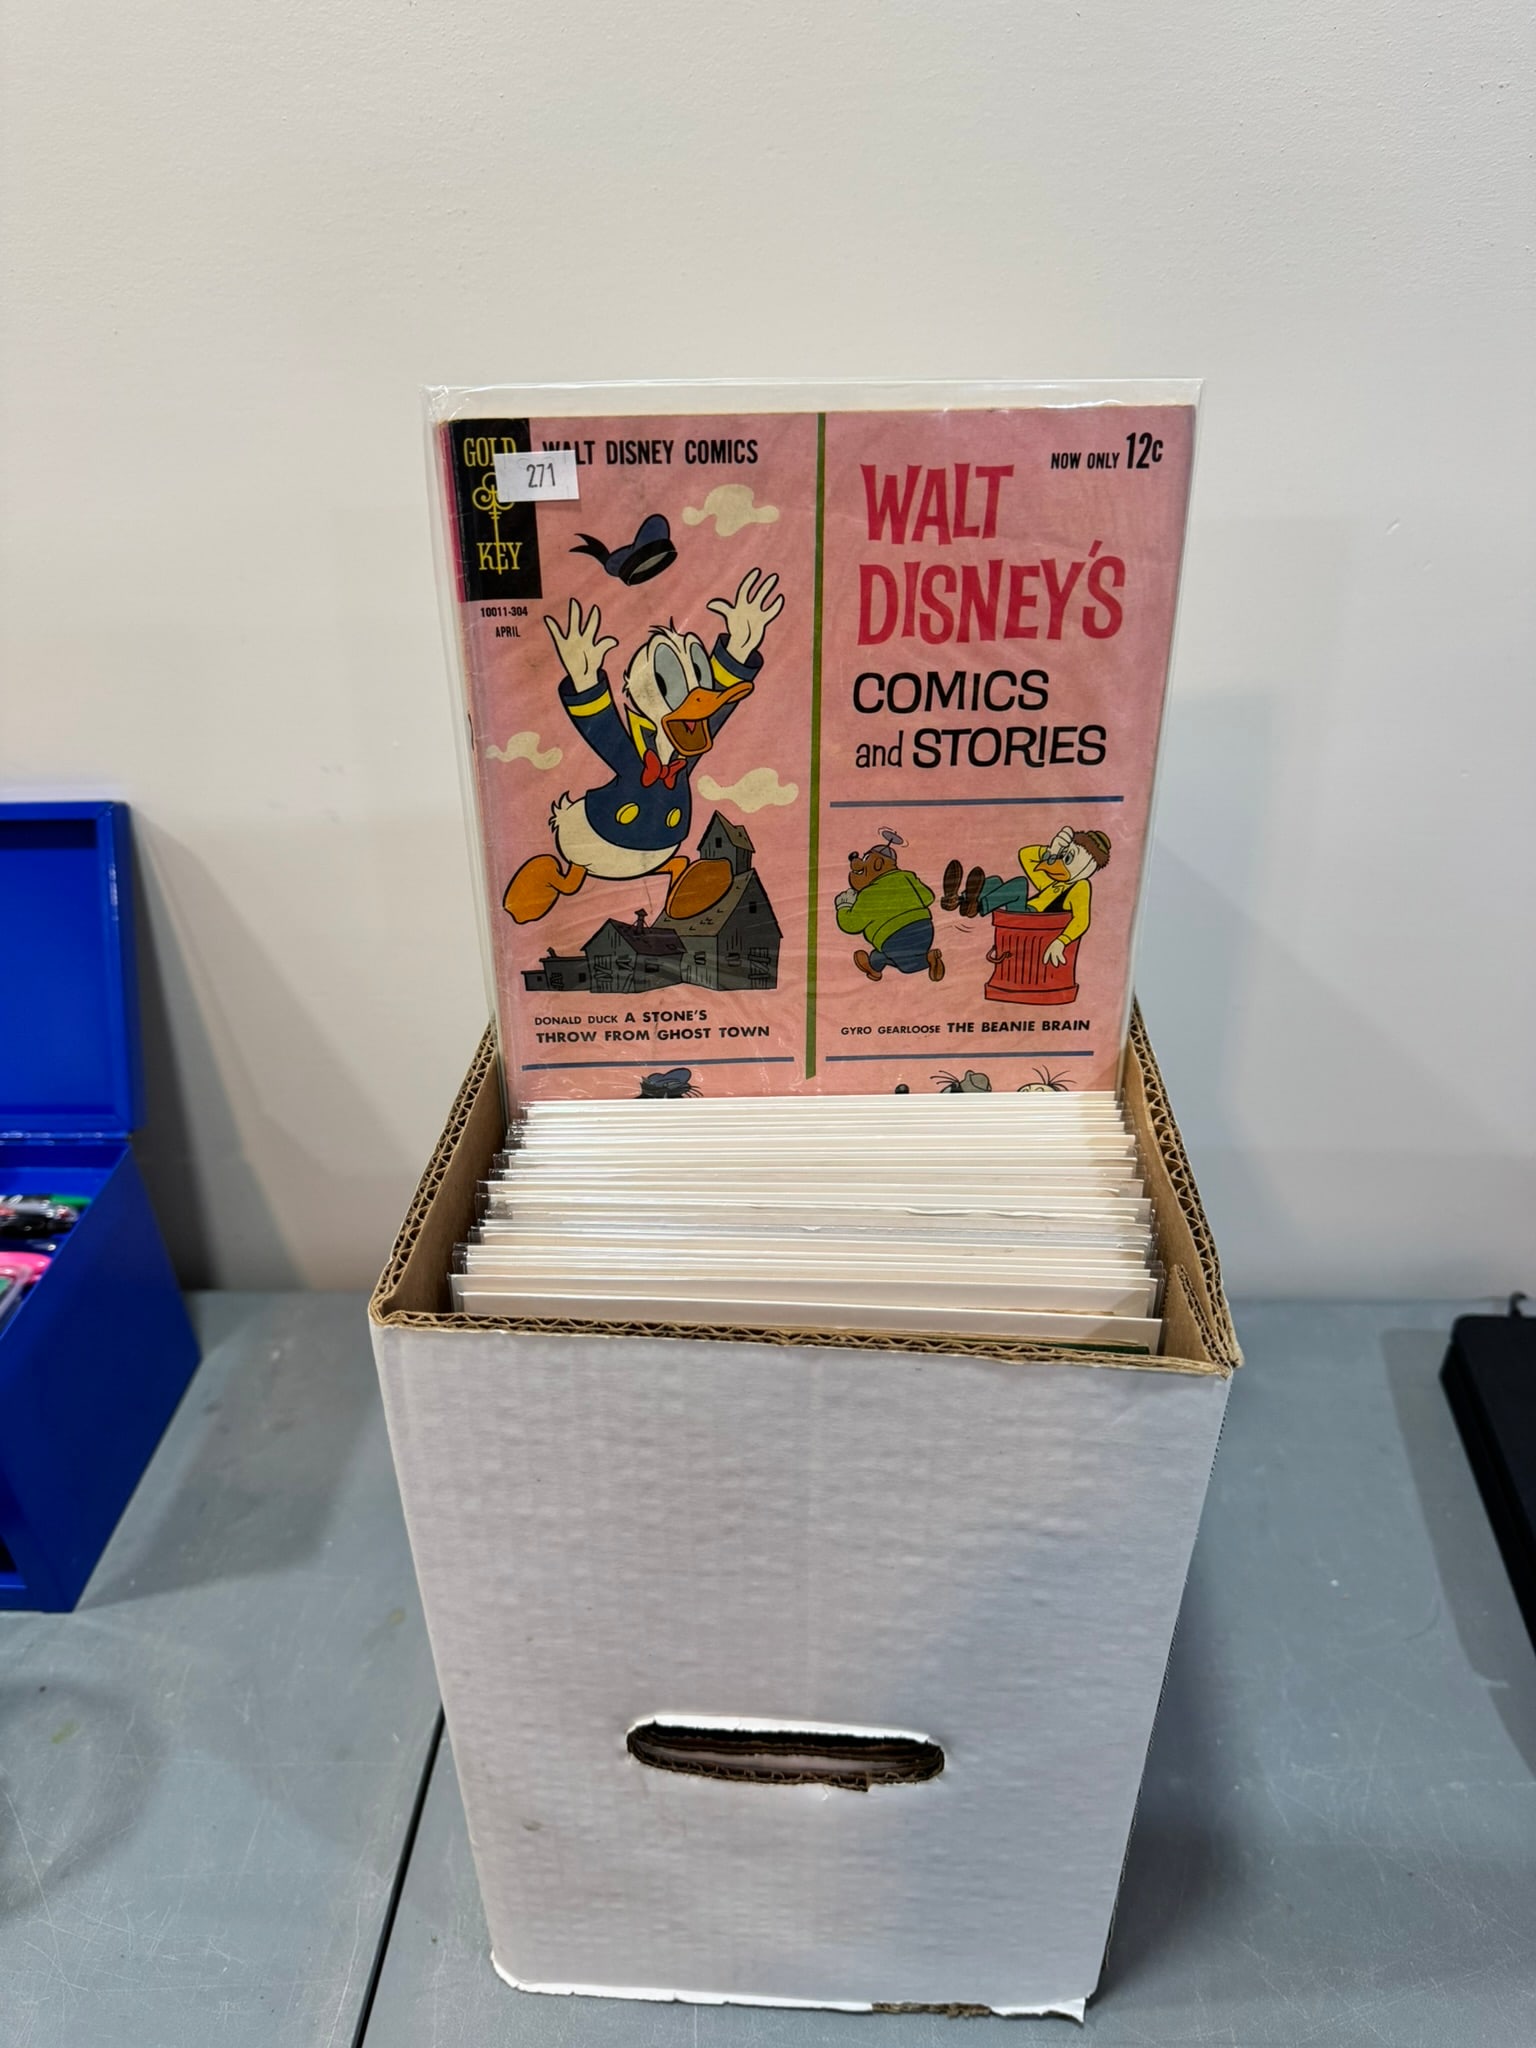 GOLD
KEY
271
WALT DISNEY COMICS
10011-304
APRIL
NOW ONLY 12c
WALT
DISNEY'S
COMICS
and STORIES
DONALD DUCK A STONE'S
THROW FROM GHOST TOWN
GYRO GEARLOOSE THE BEANIE BRAIN